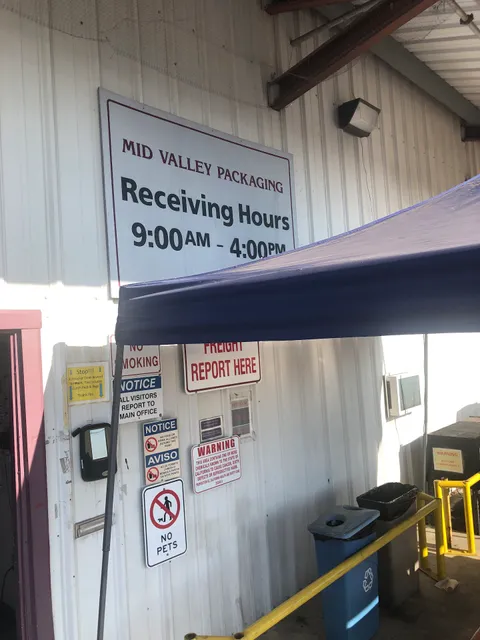 MID VALLEY PACKAGING
Receiving Hours
9:00AM - 4:00PM
NO
SMOKING
FREIGHT
REPORT HERE
NOTICE
ALL VISITORS
REPORT TO
MAIN OFFICE
NOTICE
AVISO
WARNING
NO
PETS